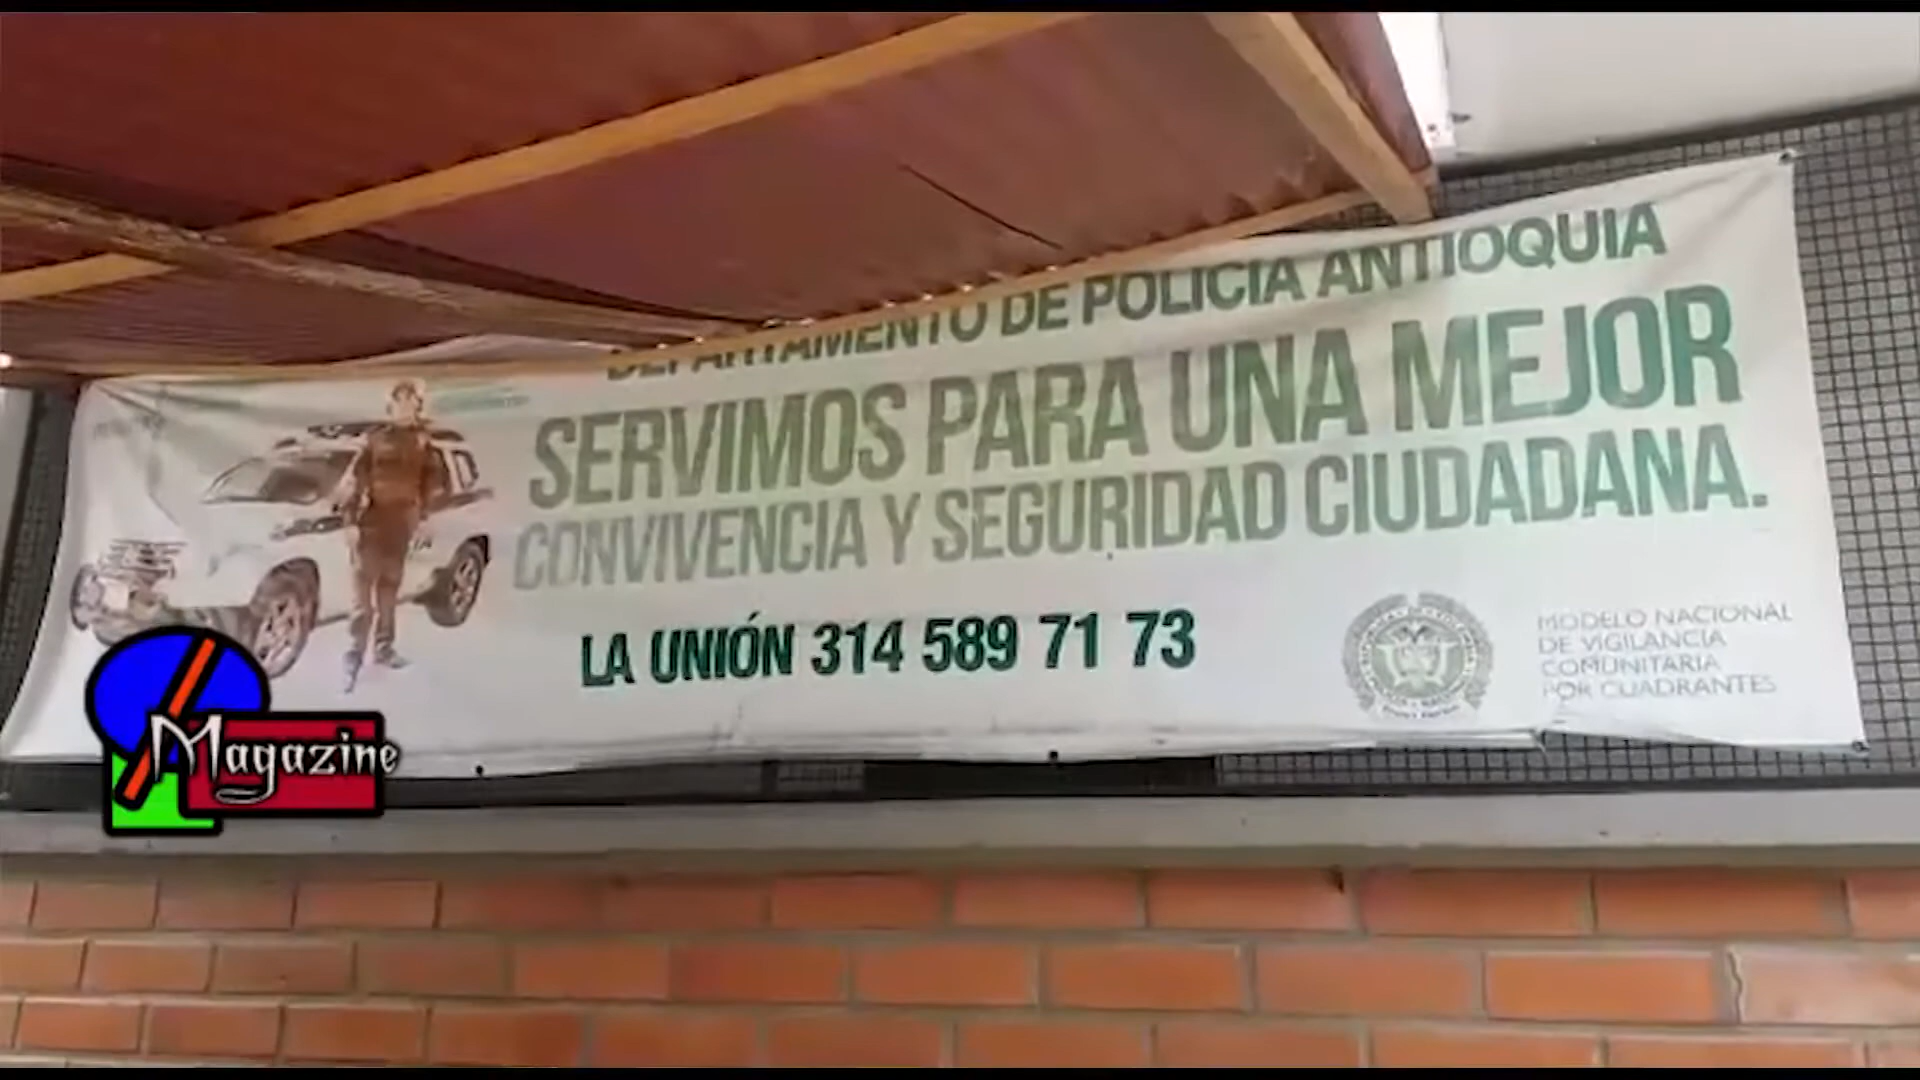 DEPARTAMENTO DE POLICIA ANTIOQUIA
SERVIMOS PARA UNA MEJOR
CONVIVENCIA Y SEGURIDAD CIUDADANA.
LA UNIÓN 314 589 71 73
MODELO NACIONAL
DE VIGILANCIA
COMUNITARIA
POR CUADRANTES
Magazine